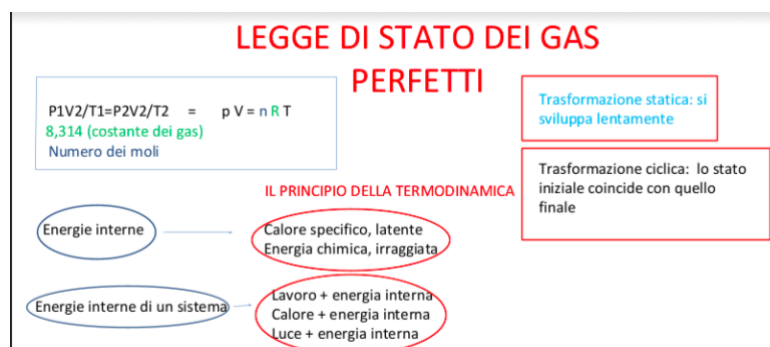 LEGGE DI STATO DEI GAS
PERFETTI
P1V2/T1=P2V2/T2 = p V = n R T
8,314 (costante dei gas)
Numero dei moli
Trasformazione statica: si
sviluppa lentamente
Trasformazione ciclica: lo stato
iniziale coincide con quello
finale
IL PRINCIPIO DELLA TERMODINAMICA
Energie interne
Calore specifico, latente
Energia chimica, irraggiata
Energie interne di un sistema
Lavoro + energia interna
Calore + energia interna
Luce + energia interna